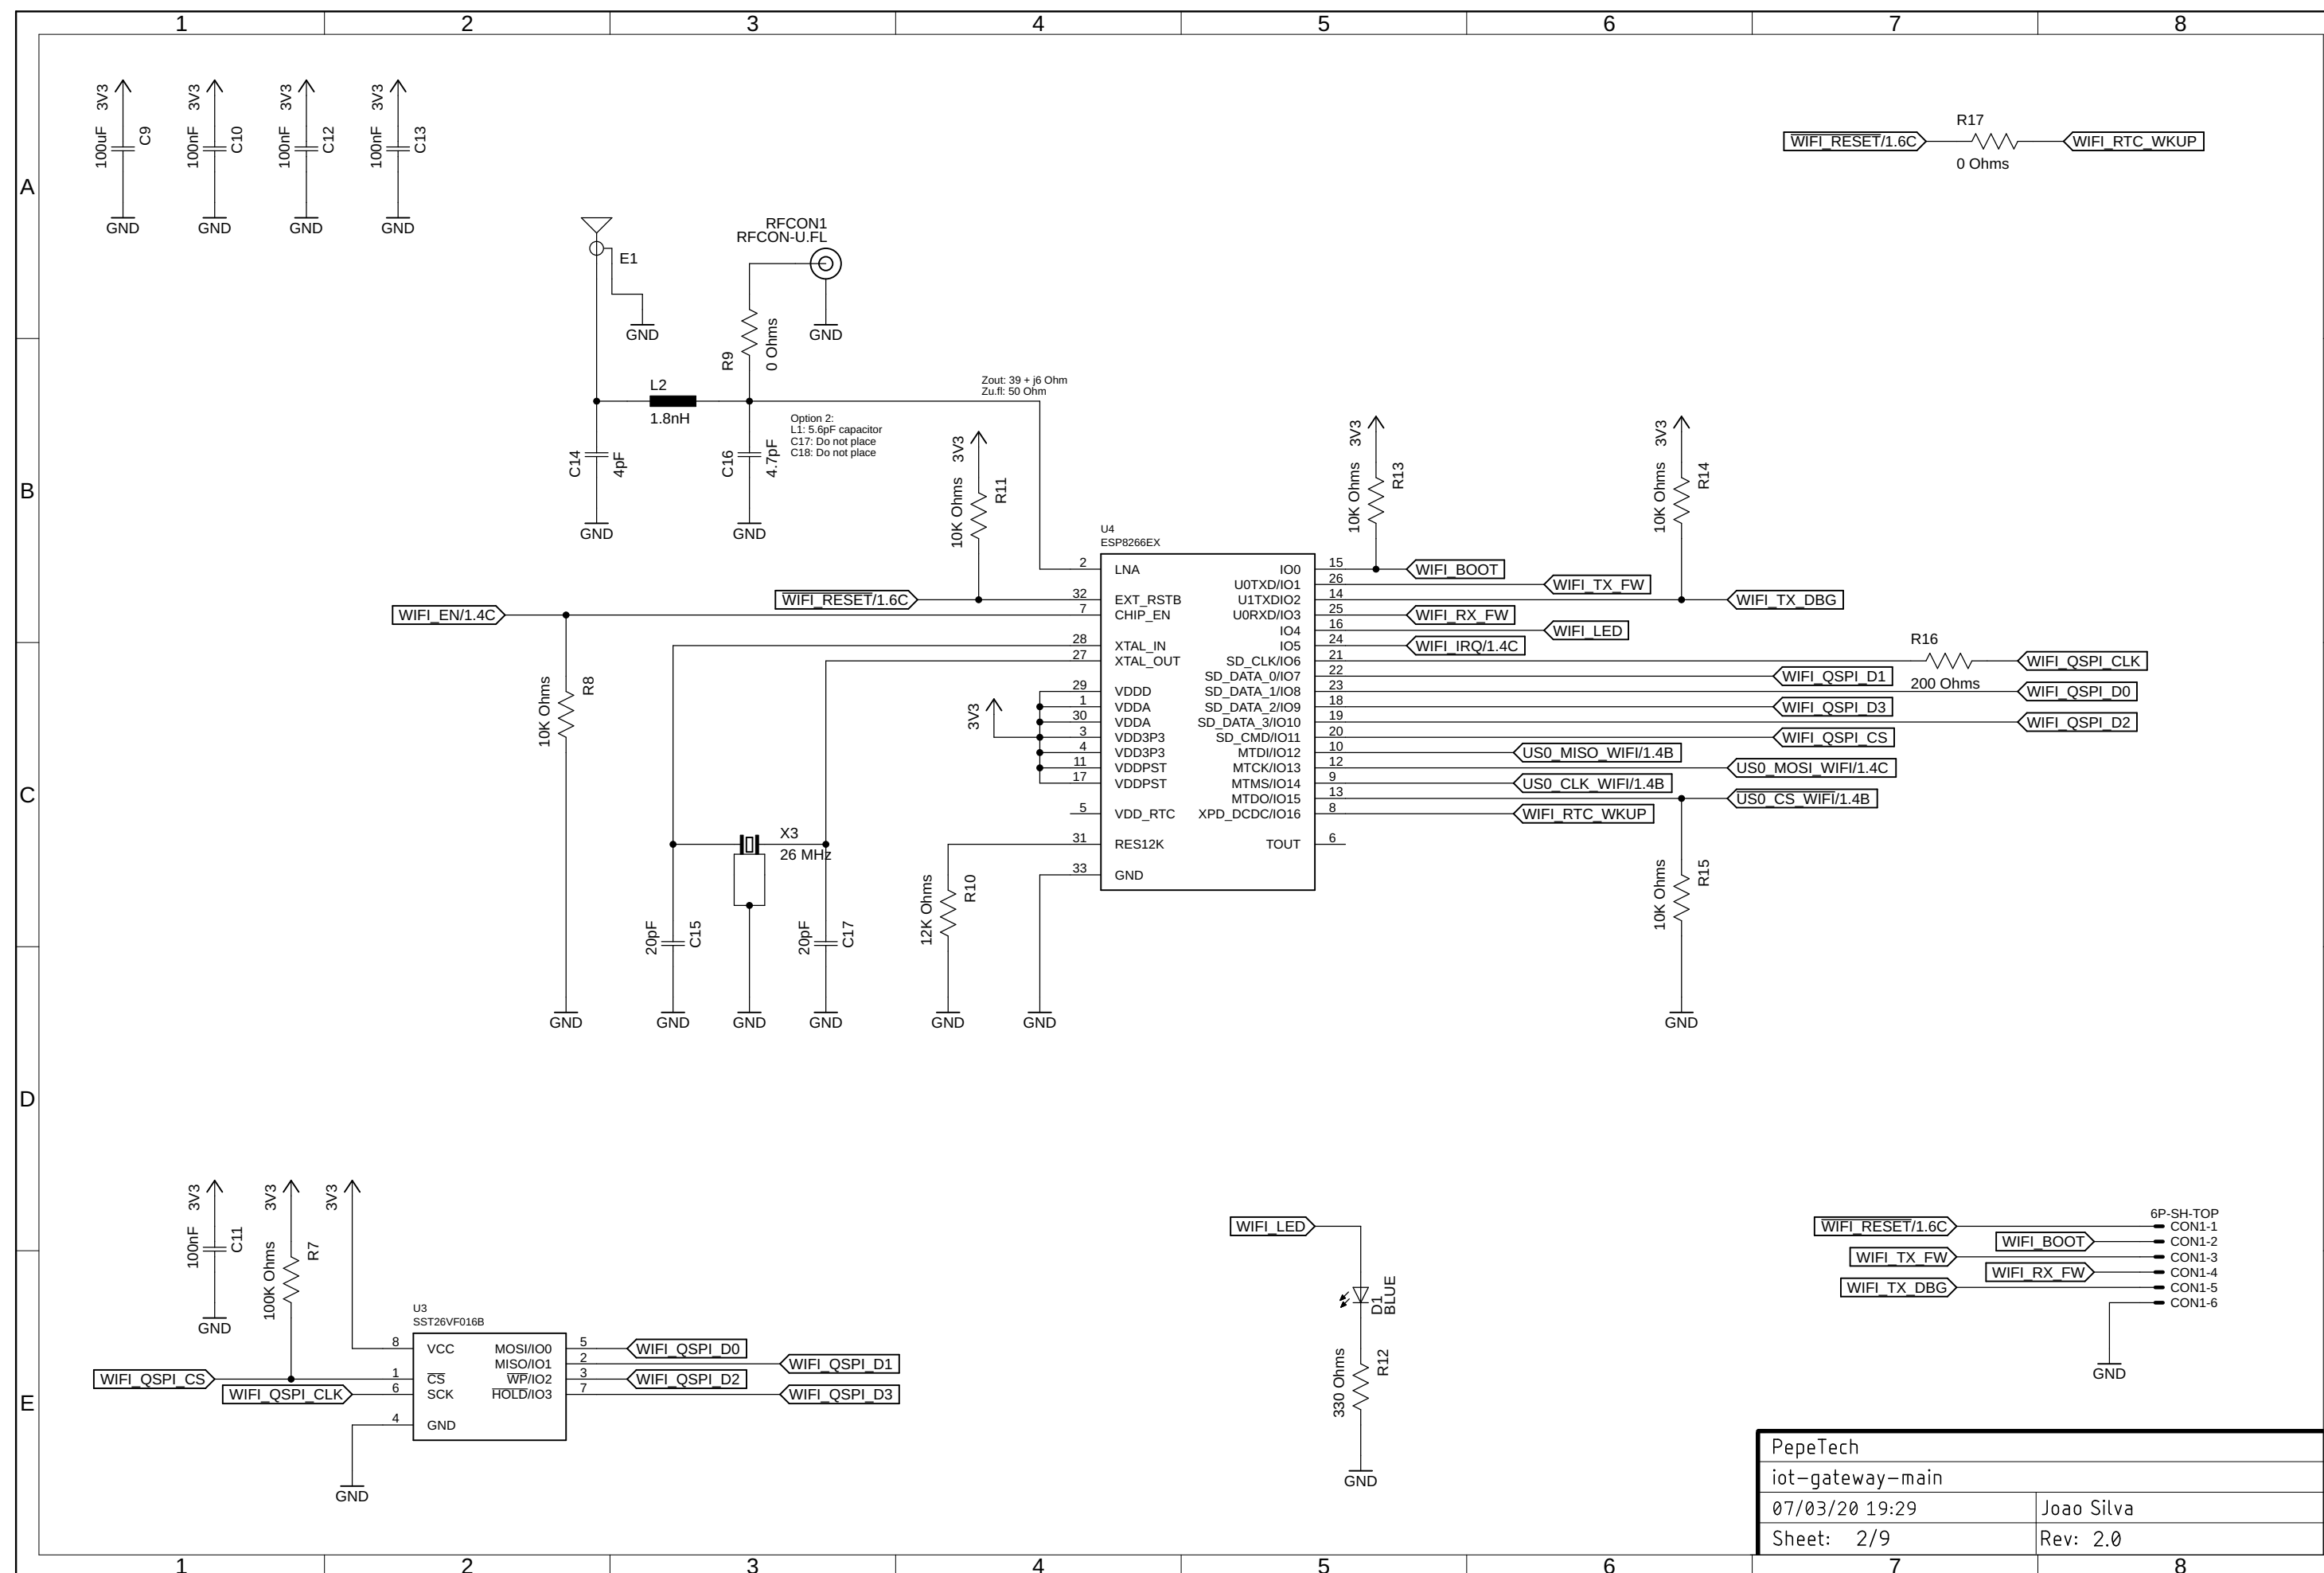 1 2 3 4 5 6 7 8
A
B
C
D
E
3V3
100uF
C9
GND
3V3
100nF
C10
GND
3V3
100nF
C12
GND
3V3
100nF
C13
GND
WIFI_RESET/1.6C
R17
0 Ohms
WIFI_RTC_WKUP
E1
GND
RFCON1
RFCON-U.FL
GND
R9
0 Ohms
L2
1.8nH
Zout: 39 + j6 Ohm
Zu.fl: 50 Ohm
Option 2:
L1: 5.6pF capacitor
C17: Do not place
C18: Do not place
C14
4pF
GND
C16
4.7pF
GND
3V3
10K Ohms
R11
3V3
10K Ohms
R13
3V3
10K Ohms
R14
WIFI_RESET/1.6C
WIFI_EN/1.4C
10K Ohms
R8
GND
U4
ESP8266EX
2 LNA
32 EXT_RSTB
7 CHIP_EN
28 XTAL_IN
27 XTAL_OUT
29 VDDD
1 VDDA
30 VDDA
3 VDD3P3
4 VDD3P3
11 VDDPST
17 VDDPST
5 VDD_RTC
31 RES12K
33 GND
IO0 15 WIFI_BOOT
U0TXD/IO1 26 WIFI_TX_FW
U1TXDIO2 14 WIFI_TX_DBG
U0RXD/IO3 25 WIFI_RX_FW
IO4 16 WIFI_LED
IO5 24 WIFI_IRQ/1.4C
SD_CLK/IO6 21 R16 200 Ohms WIFI_QSPI_CLK
SD_DATA_0/IO7 22 WIFI_QSPI_D1
SD_DATA_1/IO8 23 WIFI_QSPI_D0
SD_DATA_2/IO9 18 WIFI_QSPI_D3
SD_DATA_3/IO10 19 WIFI_QSPI_D2
SD_CMD/IO11 20 WIFI_QSPI_CS
MTDI/IO12 10 US0_MISO_WIFI/1.4B
MTCK/IO13 12 US0_MOSI_WIFI/1.4C
MTMS/IO14 9 US0_CLK_WIFI/1.4B
MTDO/IO15 13 US0_CS_WIFI/1.4B
XPD_DCDC/IO16 8 WIFI_RTC_WKUP
TOUT 6
3V3
X3
26 MHz
20pF
C15
GND
GND
20pF
C17
GND
12K Ohms
R10
GND
GND
10K Ohms
R15
GND
3V3
100nF
C11
GND
3V3
100K Ohms
R7
3V3
U3
SST26VF016B
8 VCC
1 CS
6 SCK
4 GND
MOSI/IO0 5 WIFI_QSPI_D0
MISO/IO1 2 WIFI_QSPI_D1
WP/IO2 3 WIFI_QSPI_D2
HOLD/IO3 7 WIFI_QSPI_D3
WIFI_QSPI_CS
WIFI_QSPI_CLK
GND
WIFI_LED
D1
BLUE
330 Ohms
R12
GND
6P-SH-TOP
WIFI_RESET/1.6C CON1-1
WIFI_BOOT CON1-2
WIFI_TX_FW CON1-3
WIFI_RX_FW CON1-4
WIFI_TX_DBG CON1-5
CON1-6
GND
PepeTech
iot-gateway-main
07/03/20 19:29 Joao Silva
Sheet: 2/9 Rev: 2.0
1 2 3 4 5 6 7 8